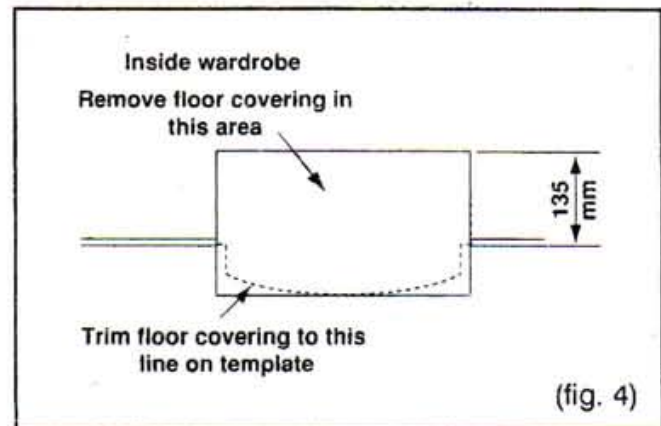 Inside wardrobe
Remove floor covering in
this area
135
mm
Trim floor covering to this
line on template
(fig. 4)